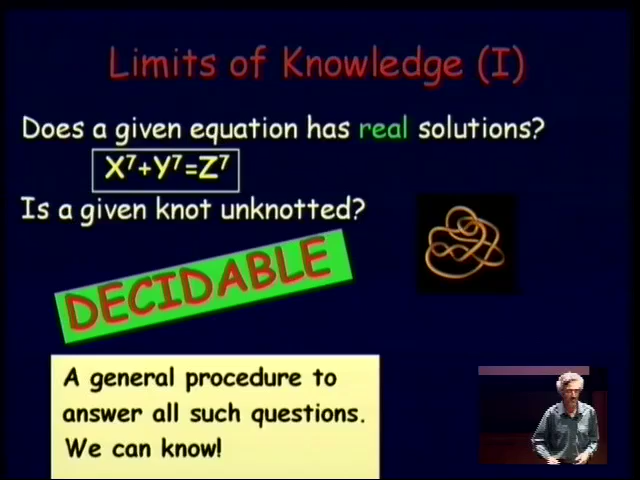 Limits of Knowledge (I)
Does a given equation has real solutions?
X⁷+Y⁷=Z⁷
Is a given knot unknotted?
DECIDABLE
A general procedure to
answer all such questions.
We can know!